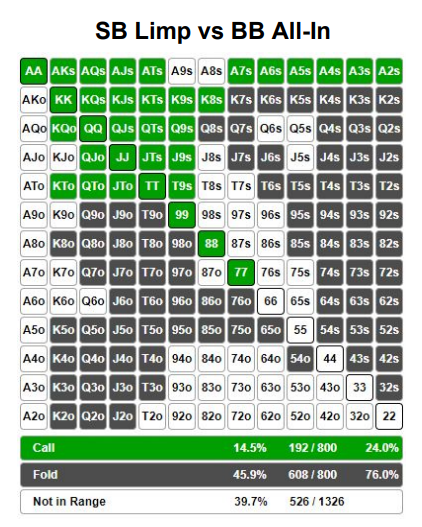 SB Limp vs BB All-In
AA AKs AQs AJs ATs A9s A8s A7s A6s A5s A4s A3s A2s
AKo KK KQs KJs KTs K9s K8s K7s K6s K5s K4s K3s K2s
AQo KQo QQ QJs QTs Q9s Q8s Q7s Q6s Q5s Q4s Q3s Q2s
AJo KJo QJo JJ JTs J9s J8s J7s J6s J5s J4s J3s J2s
ATo KTo QTo JTo TT T9s T8s T7s T6s T5s T4s T3s T2s
A9o K9o Q9o J9o T9o 99 98s 97s 96s 95s 94s 93s 92s
A8o K8o Q8o J8o T8o 98o 88 87s 86s 85s 84s 83s 82s
A7o K7o Q7o J7o T7o 97o 87o 77 76s 75s 74s 73s 72s
A6o K6o Q6o J6o T6o 96o 86o 76o 66 65s 64s 63s 62s
A5o K5o Q5o J5o T5o 95o 85o 75o 65o 55 54s 53s 52s
A4o K4o Q4o J4o T4o 94o 84o 74o 64o 54o 44 43s 42s
A3o K3o Q3o J3o T3o 93o 83o 73o 63o 53o 43o 33 32s
A2o K2o Q2o J2o T2o 92o 82o 72o 62o 52o 42o 32o 22
Call 14.5% 192 / 800 24.0%
Fold 45.9% 608 / 800 76.0%
Not in Range 39.7% 526 / 1326